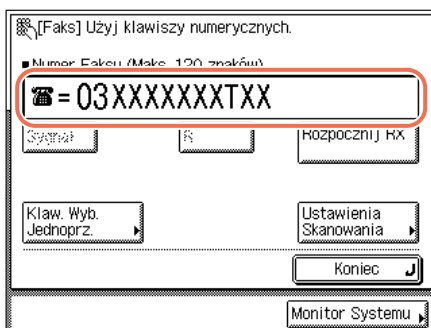 [Faks] Użyj klawiszy numerycznych.
■Numer Faksu (Maks. 120 znaków)
☎=03XXXXXXXTXX
Sygnał R Rozpocznij RX
Klaw. Wyb.
Jednoprz.
Ustawienia
Skanowania
Koniec
Monitor Systemu